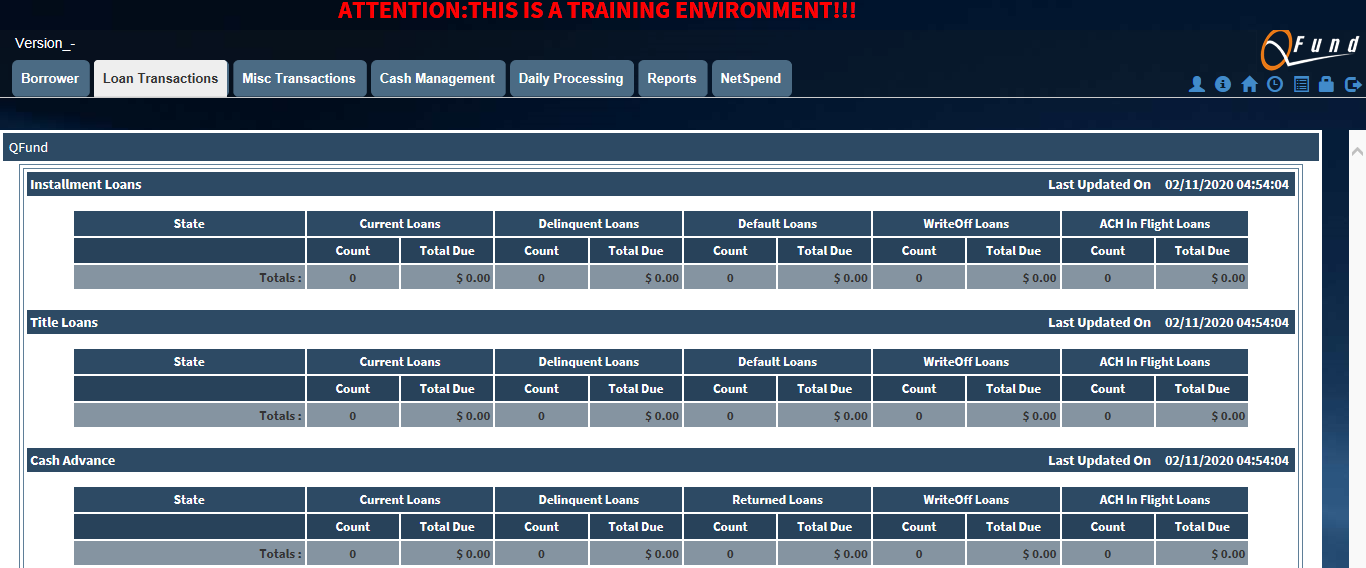 ATTENTION:THIS IS A TRAINING ENVIRONMENT!!!
Version_-
QFund
Borrower Loan Transactions Misc Transactions Cash Management Daily Processing Reports NetSpend
QFund
Installment Loans Last Updated On 02/11/2020 04:54:04
State Current Loans Delinquent Loans Default Loans WriteOff Loans ACH In Flight Loans
Count Total Due Count Total Due Count Total Due Count Total Due Count Total Due
Totals : 0 $ 0.00 0 $ 0.00 0 $ 0.00 0 $ 0.00 0 $ 0.00
Title Loans Last Updated On 02/11/2020 04:54:04
State Current Loans Delinquent Loans Default Loans WriteOff Loans ACH In Flight Loans
Count Total Due Count Total Due Count Total Due Count Total Due Count Total Due
Totals : 0 $ 0.00 0 $ 0.00 0 $ 0.00 0 $ 0.00 0 $ 0.00
Cash Advance Last Updated On 02/11/2020 04:54:04
State Current Loans Delinquent Loans Returned Loans WriteOff Loans ACH In Flight Loans
Count Total Due Count Total Due Count Total Due Count Total Due Count Total Due
Totals : 0 $ 0.00 0 $ 0.00 0 $ 0.00 0 $ 0.00 0 $ 0.00